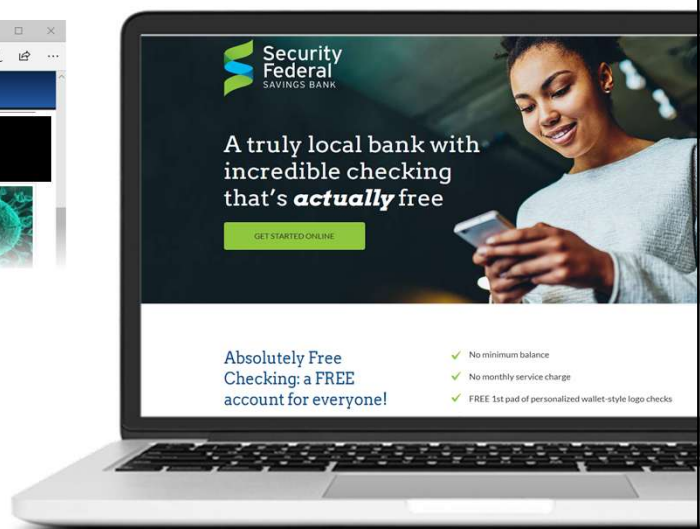 Security
Federal
SAVINGS BANK
A truly local bank with
incredible checking
that's actually free
GET STARTED ONLINE
Absolutely Free
Checking: a FREE
account for everyone!
No minimum balance
No monthly service charge
FREE 1st pad of personalized wallet-style logo checks